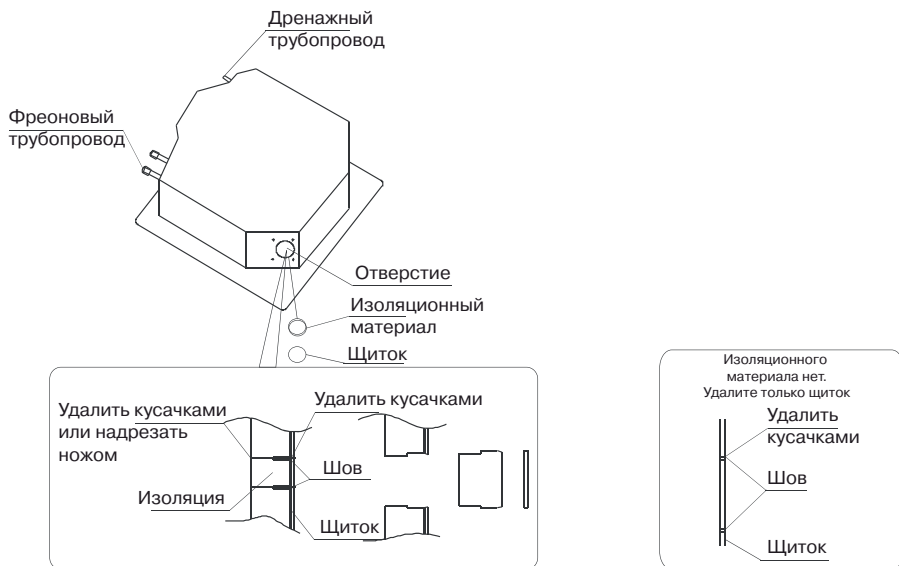 Дренажный
трубопровод
Фреоновый
трубопровод
Отверстие
Изоляционный
материал
Щиток
Удалить кусачками
или надрезать
ножом
Изоляция
Удалить кусачками
Шов
Щиток
Изоляционного
материала нет.
Удалите только щиток
Удалить
кусачками
Шов
Щиток